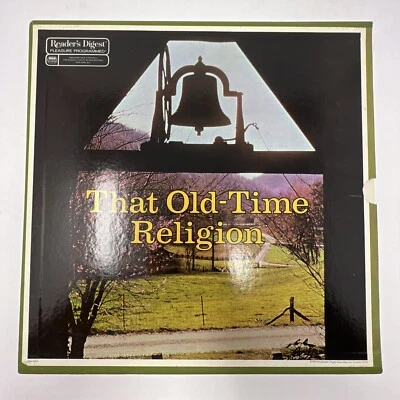 Reader's Digest
PLEASURE PROGRAMMED
That Old-Time
Religion